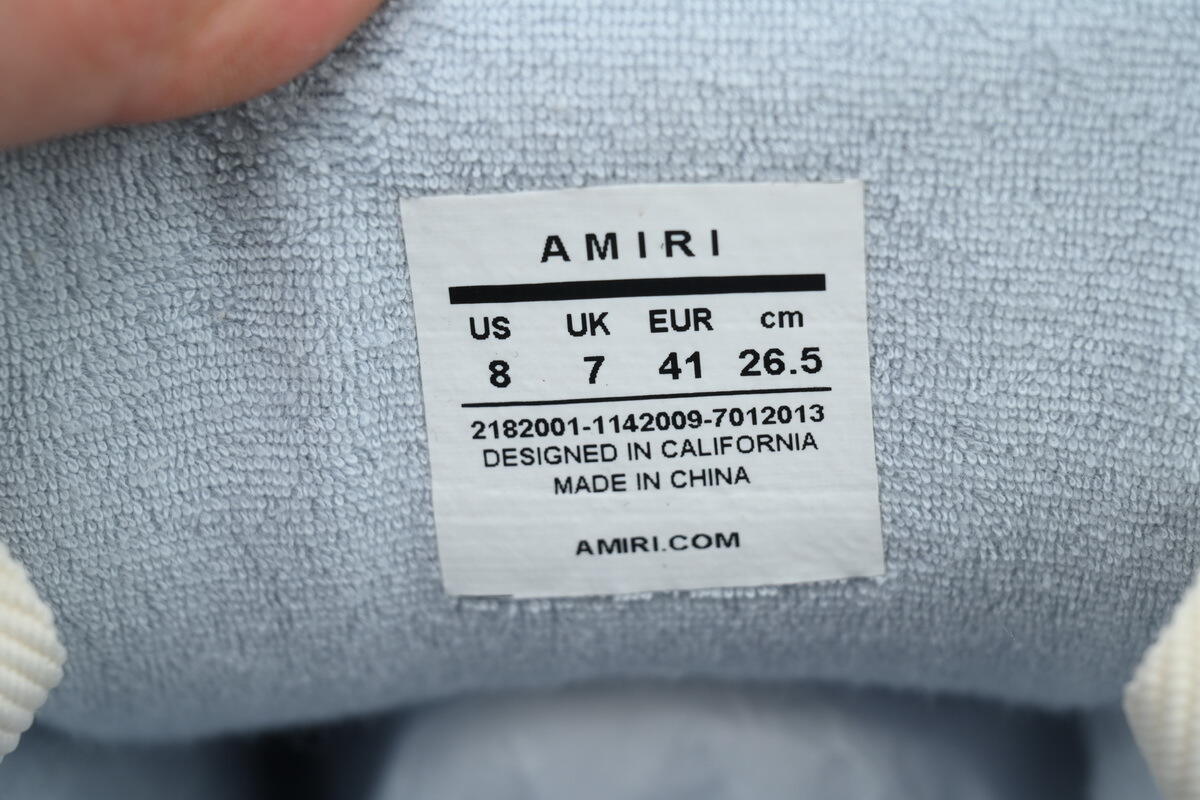 AMIRI
US UK EUR cm
8 7 41 26.5
2182001-1142009-7012013
DESIGNED IN CALIFORNIA
MADE IN CHINA
AMIRI.COM